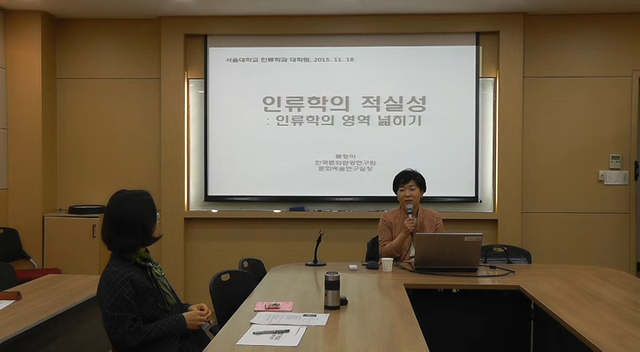 서울대학교 인류학과 대학원, 2015. 11. 18
인류학의 적실성
: 인류학의 영역 넓히기
한국문화관광연구원
문화예술연구실장